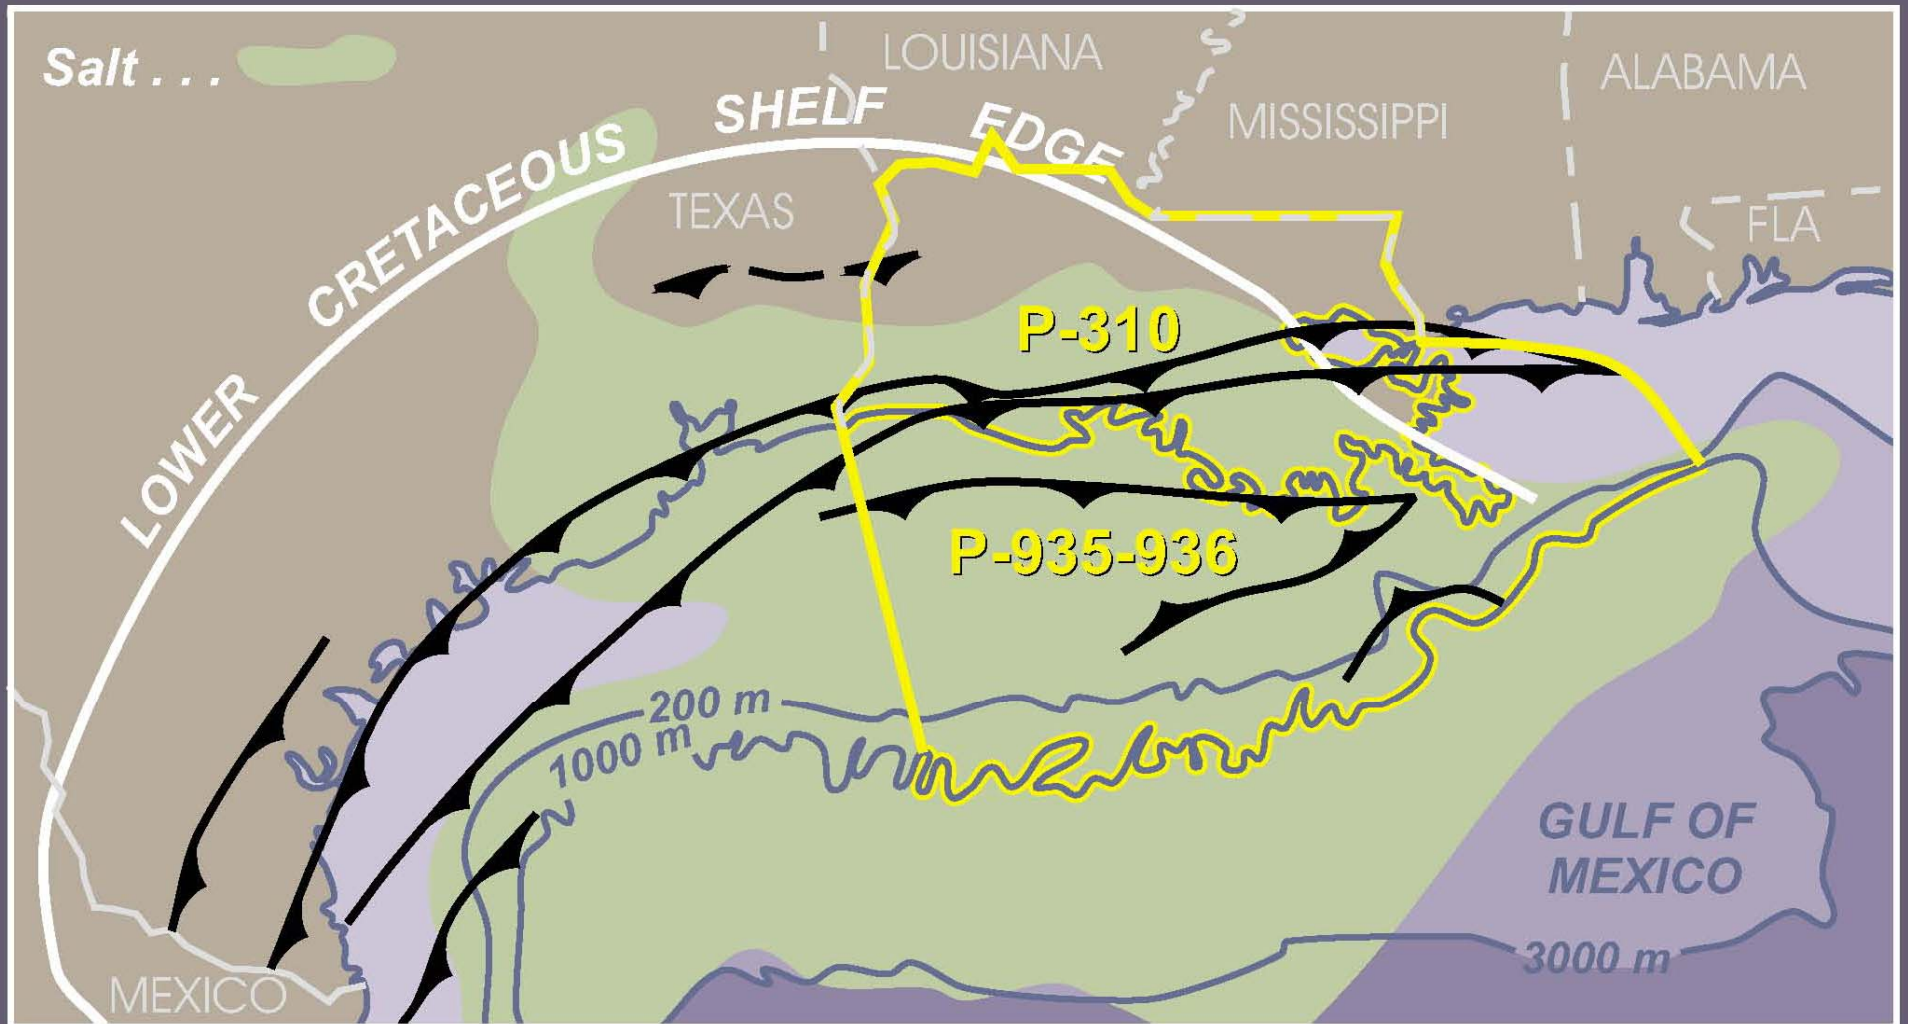 Salt . . .
LOUISIANA
ALABAMA
MISSISSIPPI
LOWER CRETACEOUS SHELF EDGE
TEXAS
FLA
P-310
P-935-936
200 m
1000 m
GULF OF
MEXICO
3000 m
MEXICO